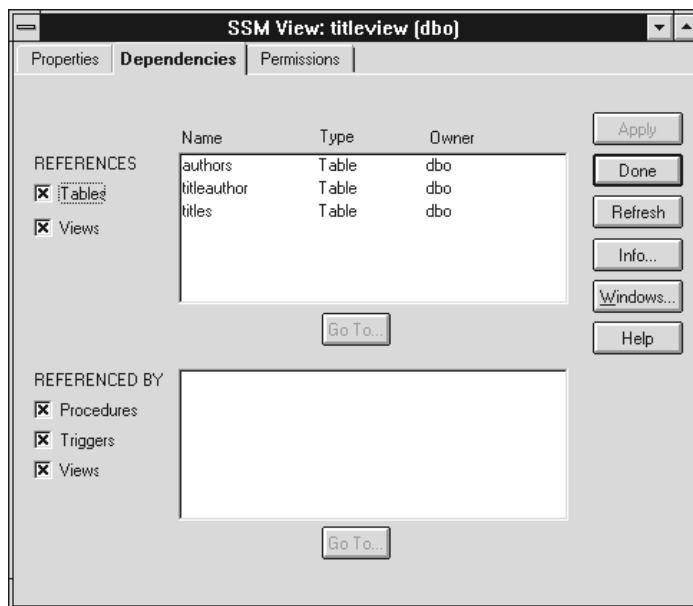 SSM View: titleview (dbo)
Properties Dependencies Permissions
Name Type Owner
REFERENCES
Tables
Views
authors Table dbo
titleauthor Table dbo
titles Table dbo
Go To...
Apply
Done
Refresh
Info...
Windows...
Help
REFERENCED BY
Procedures
Triggers
Views
Go To...